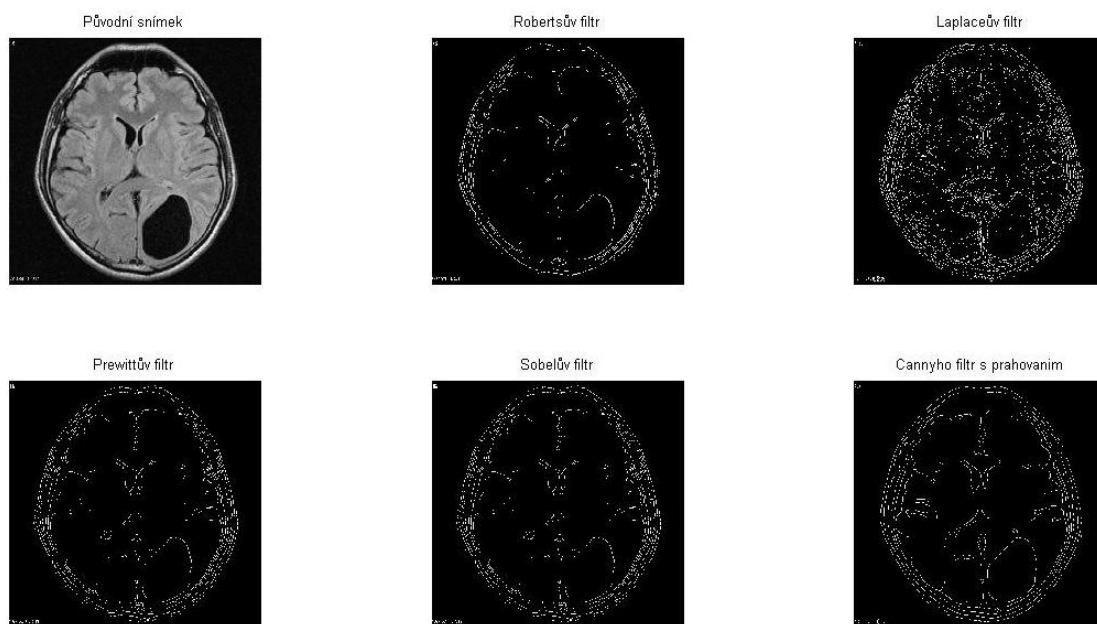 Původní snímek
Robertsův filtr
Laplaceův filtr
Prewittův filtr
Sobelův filtr
Cannyho filtr s prahovanim